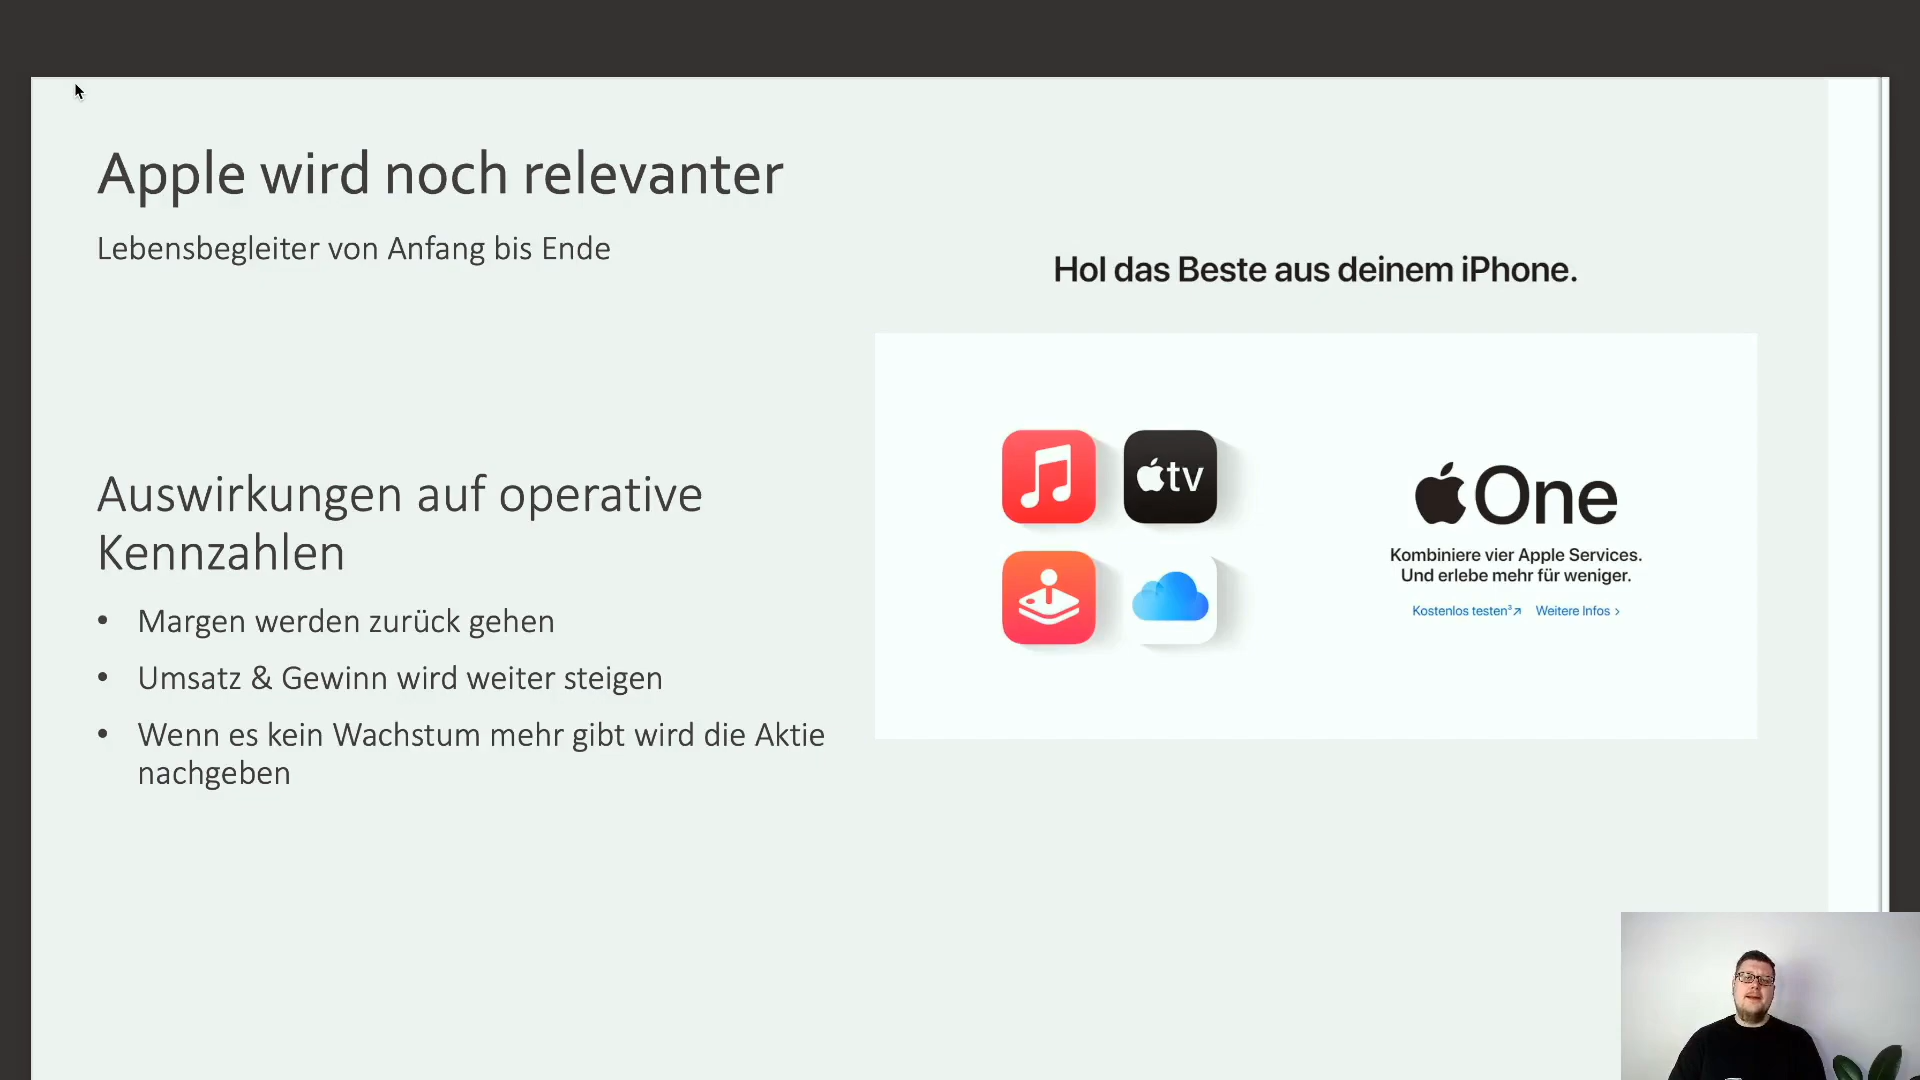 Apple wird noch relevanter
Lebensbegleiter von Anfang bis Ende
Auswirkungen auf operative
Kennzahlen
• Margen werden zurück gehen
• Umsatz & Gewinn wird weiter steigen
• Wenn es kein Wachstum mehr gibt wird die Aktie
nachgeben
Hol das Beste aus deinem iPhone.
tv
One
Kombiniere vier Apple Services.
Und erlebe mehr für weniger.
Kostenlos testen³↗ Weitere Infos >